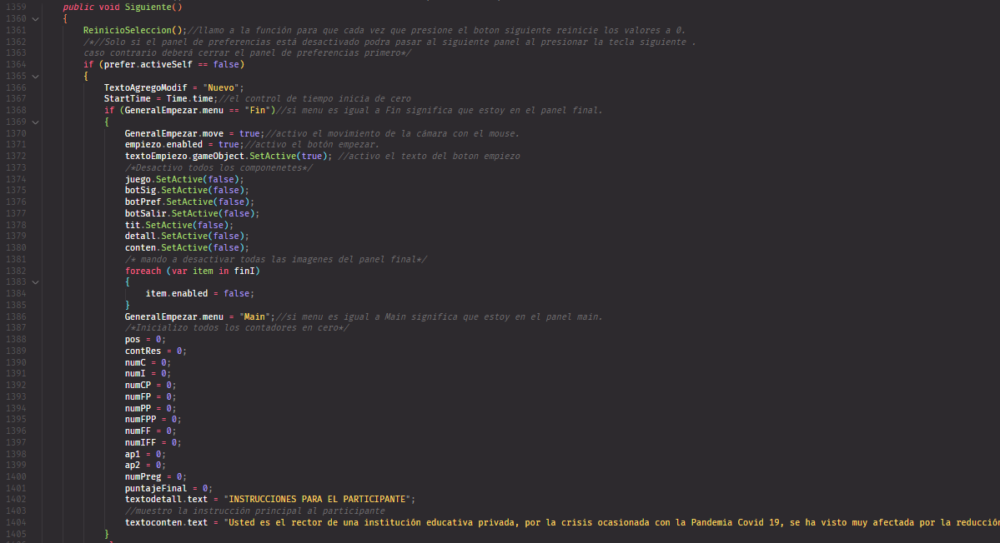 1359 public void Siguiente()
1360 {
1361 ReinicioSeleccion();//llamo a la función para que cada vez que presione el boton siguiente reinicie los valores a 0.
1362 /*//Solo si el panel de preferencias está desactivado podra pasar al siguiente panel al presionar la tecla siguiente .
1363 caso contrario deberá cerrar el panel de preferencias primero*/
1364 if (prefer.activeSelf == false)
1365 {
1366 TextoAgregoModif = "Nuevo";
1367 StartTime = Time.time;//el control de tiempo inicia de cero
1368 if (GeneralEmpezar.menu == "Fin")//si menu es igual a Fin significa que estoy en el panel final.
1369 {
1370 GeneralEmpezar.move = true;//activo el movimiento de la cámara con el mouse.
1371 empiezo.enabled = true;//activo el botón empezar.
1372 textoEmpiezo.gameObject.SetActive(true); //activo el texto del boton empiezo
1373 /*Desactivo todos los componenetes*/
1374 juego.SetActive(false);
1375 botSig.SetActive(false);
1376 botPref.SetActive(false);
1377 botSalir.SetActive(false);
1378 tit.SetActive(false);
1379 detall.SetActive(false);
1380 conten.SetActive(false);
1381 /* mando a desactivar todas las imagenes del panel final*/
1382 foreach (var item in finI)
1383 {
1384 item.enabled = false;
1385 }
1386 GeneralEmpezar.menu = "Main";//si menu es igual a Main significa que estoy en el panel main.
1387 /*Inicializo todos los contadores en cero*/
1388 pos = 0;
1389 contRes = 0;
1390 numC = 0;
1391 numI = 0;
1392 numCP = 0;
1393 numFP = 0;
1394 numPP = 0;
1395 numFPP = 0;
1396 numFF = 0;
1397 numIFF = 0;
1398 ap1 = 0;
1399 ap2 = 0;
1400 numPreg = 0;
1401 puntajeFinal = 0;
1402 textodetall.text = "INSTRUCCIONES PARA EL PARTICIPANTE";
1403 //muestro la instrucción principal al participante
1404 textoconten.text = "Usted es el rector de una institución educativa privada, por la crisis ocasionada con la Pandemia Covid 19, se ha visto muy afectada por la reducción
1405 }